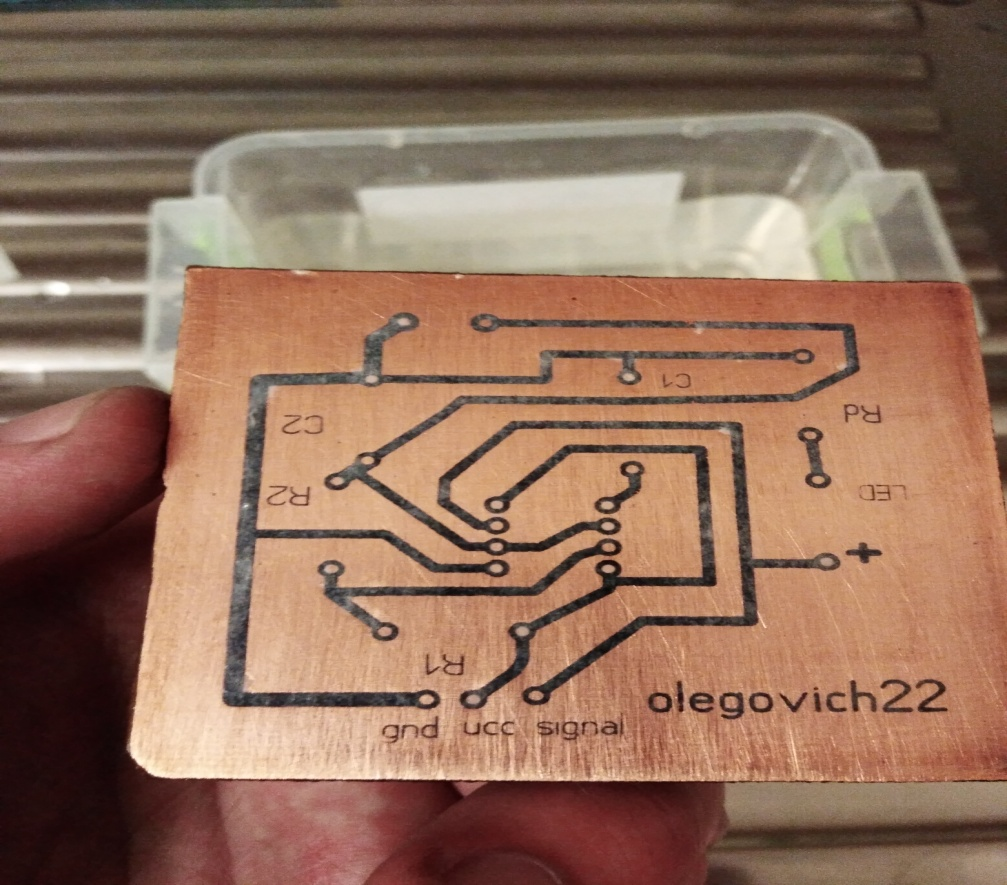 C1
C2
Rd
R2
LED
+
R1
olegovich22
gnd ucc signal